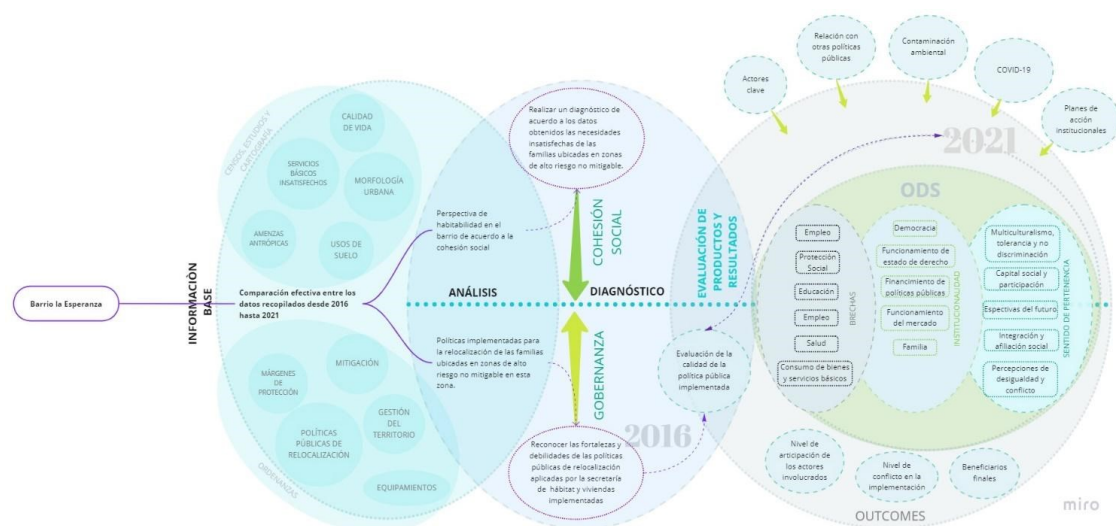 Barrio la Esperanza
INFORMACIÓN
BASE
CENSOS, ESTUDIOS Y
CARTOGRAFÍA
CALIDAD
DE VIDA
SERVICIOS
BÁSICOS
INSATISFECHOS
MORFOLOGÍA
URBANA
AMENZAS
ANTRÓPICAS
USOS DE
SUELO
Comparación efectiva entre los
datos recopilados desde 2016
hasta 2021
MITIGACIÓN
MÁRGENES
DE
PROTECCIÓN
GESTIÓN
DEL
TERRITORIO
POLÍTICAS
PÚBLICAS DE
RELOCALIZACIÓN
EQUIPAMIENTOS
ORDENANZAS
Perspectiva de
habitabilidad en el
barrio de acuerdo a la
cohesión social
ANÁLISIS
Políticas implementadas para
la relocalización de las familias
ubicadas en zonas de alto
riesgo no mitigable en esta
zona.
Realizar un diagnóstico de
acuerdo a los datos
obtenidos las necesidades
insatisfechas de las
familias ubicadas en zonas
de alto riesgo no mitigable.
COHESIÓN
SOCIAL
DIAGNÓSTICO
GOBERNANZA
2016
Reconocer las fortalezas y
debilidades de las políticas
públicas de relocalización
aplicadas por la secretaría
de hábitat y viviendas
implementadas
EVALUACIÓN DE
PRODUCTOS Y
RESULTADOS
Evaluación de la
calidad de la
política pública
implementada
Actores
clave
Relación con
otras políticas
públicas
Contaminación
ambiental
COVID-19
Planes de
acción
institucionales
2021
ODS
Empleo
Protección
Social
Educación
Empleo
Salud
Consumo de bienes
y servicios básicos
BRECHAS
Democracia
Funcionamiento de
estado de derecho
Financimiento de
políticas públicas
Funcionamiento
del mercado
Familia
INSTITUCIONALIDAD
Multiculturalismo,
tolerancia y no
discriminación
Capital social y
participación
Espectivas del futuro
Integración y
afiliación social
Percepciones de
desigualdad y
conflicto
SENTIDO DE PERTENENCIA
Nivel de
articipación de
los actores
involucrados
Nivel de
conflicto en la
implementación
Beneficiarios
finales
OUTCOMES
miro